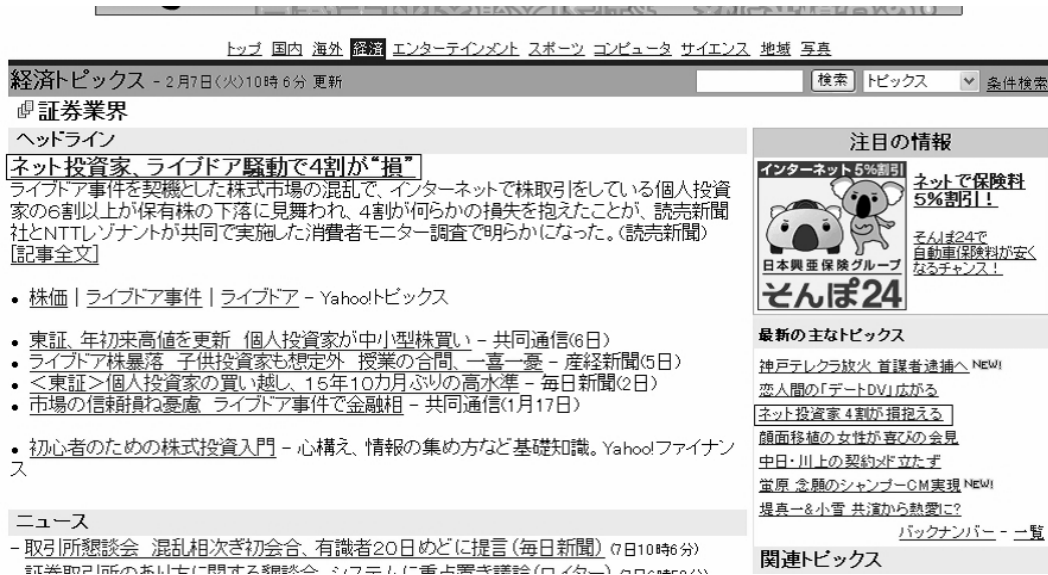 トップ 国内 海外 経済 エンターテインメント スポーツ コンピュータ サイエンス 地域 写真
経済トピックス - 2月7日(火)10時6分 更新
検索 トピックス 条件検索
証券業界
ヘッドライン
ネット投資家、ライブドア騒動で4割が“損”
ライブドア事件を契機とした株式市場の混乱で、インターネットで株取引をしている個人投資
家の6割以上が保有株の下落に見舞われ、4割が何らかの損失を抱えたことが、読売新聞
社とNTTレゾナントが共同で実施した消費者モニター調査で明らかになった。(読売新聞)
[記事全文]
• 株価 | ライブドア事件 | ライブドア - Yahoo!トピックス
• 東証、年初来高値を更新 個人投資家が中小型株買い - 共同通信(6日)
• ライブドア株暴落 子供投資家も想定外 授業の合間、一喜一憂 - 産経新聞(5日)
• <東証>個人投資家の買い越し、15年10カ月ぶりの高水準 - 毎日新聞(2日)
• 市場の信頼損ね憂慮 ライブドア事件で金融相 - 共同通信(1月17日)
• 初心者のための株式投資入門 - 心構え、情報の集め方など基礎知識。Yahoo!ファイナン
ス
ニュース
- 取引所懇談会 混乱相次ぎ初会合、有識者20日めどに提言(毎日新聞) (7日10時6分)
証券取引所のあり方に関する懇談会、システムに重点置き議論(ロイター)
注目の情報
インターネット5%割引
日本興亜保険グループ
そんぽ24
ネットで保険料
5%割引!
そんぽ24で
自動車保険料が安く
なるチャンス!
最新の主なトピックス
神戸テレクラ放火 首謀者逮捕へ NEW!
恋人間の「デートDV」広がる
ネット投資家 4割が損抱える
顔面移植の女性が喜びの会見
中日・川上の契約メド立たず
蛍原 念願のシャンプーCM実現 NEW!
堤真一&小雪 共演から熱愛に?
バックナンバー - 一覧
関連トピックス